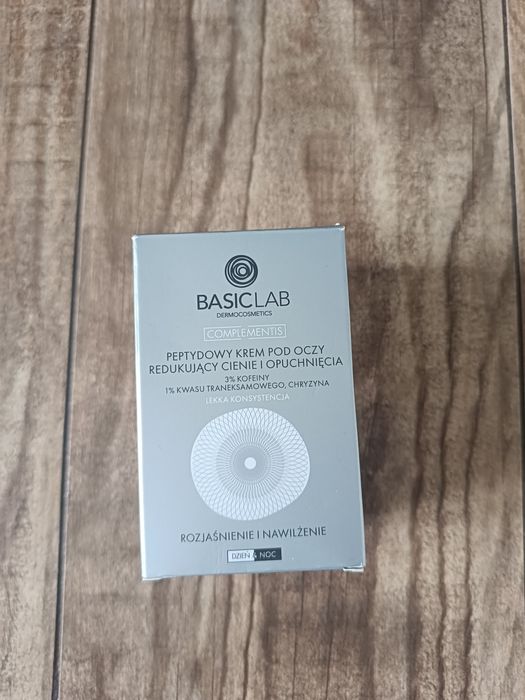 BASICLAB
DERMOCOSMETICS
COMPLEMENTIS
PEPTYDOWY KREM POD OCZY
REDUKUJĄCY CIENIE I OPUCHNIĘCIA
3% KOFEINY
1% KWASU TRANEKSAMOWEGO, CHRYZYNA
LEKKA KONSYSTENCJA
ROZJAŚNIENIE I NAWILŻENIE
DZIEŃ NOC